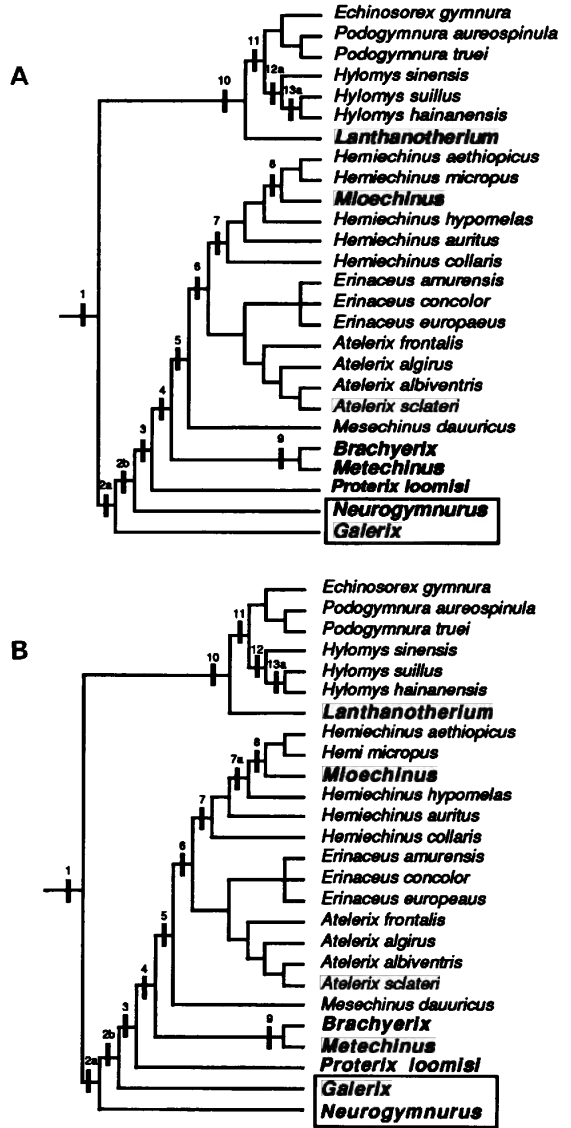 A
Echinosorex gymnura
Podogymnura aureospinula
Podogymnura truei
Hylomys sinensis
Hylomys suillus
Hylomys hainanensis
Lanthanotherium
Hemiechinus aethiopicus
Hemiechinus micropus
Mioechinus
Hemiechinus hypomelas
Hemiechinus auritus
Hemiechinus collaris
Erinaceus amurensis
Erinaceus concolor
Erinaceus europaeus
Atelerix frontalis
Atelerix algirus
Atelerix albiventris
Atelerix sclateri
Mesechinus dauuricus
Brachyerix
Metechinus
Proterix loomisi
Neurogymnurus
Galerix
11
12a
13a
10
8
7
6
1
5
4
9
3
2b
2a
B
Echinosorex gymnura
Podogymnura aureospinula
Podogymnura truei
Hylomys sinensis
Hylomys suillus
Hylomys hainanensis
Lanthanotherium
Hemiechinus aethiopicus
Hemi micropus
Mioechinus
Hemiechinus hypomelas
Hemiechinus auritus
Hemiechinus collaris
Erinaceus amurensis
Erinaceus concolor
Erinaceus europeaus
Atelerix frontalis
Atelerix algirus
Atelerix albiventris
Atelerix sclateri
Mesechinus dauuricus
Brachyerix
Metechinus
Proterix loomisi
Galerix
Neurogymnurus
11
12
13a
10
8
7a
7
6
1
5
4
9
3
2b
2a